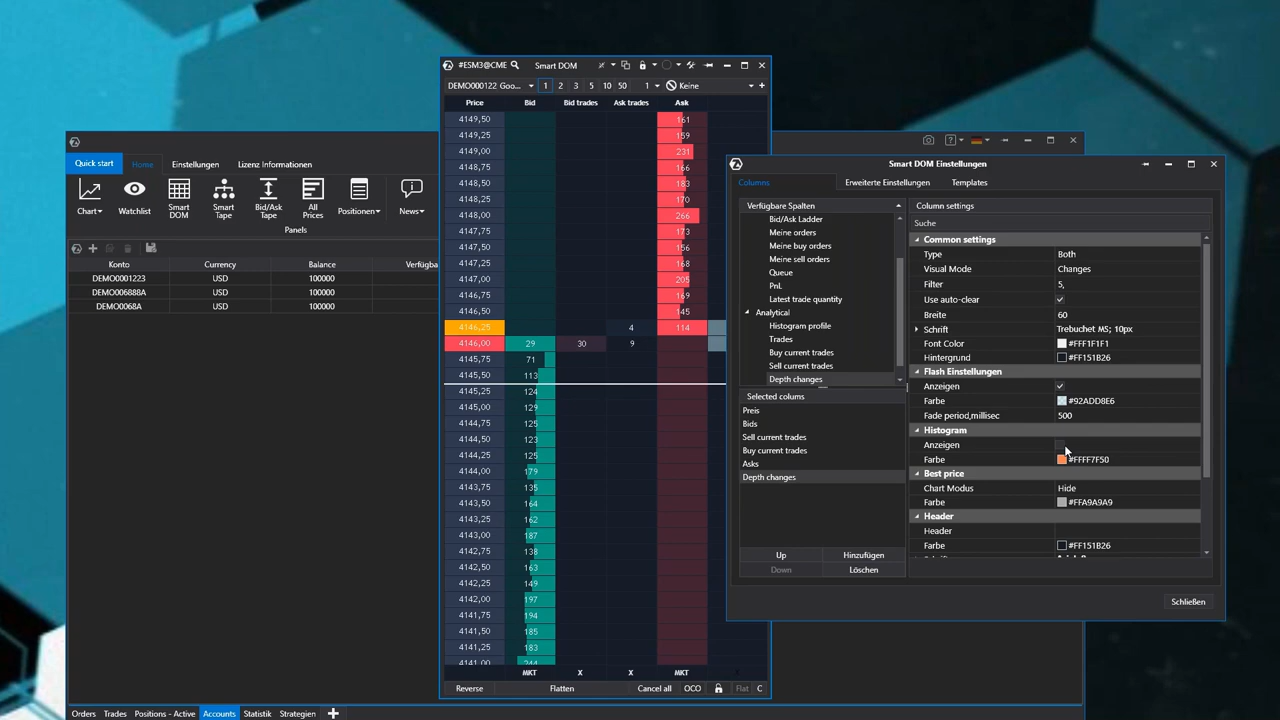 #ESM3@CME
Smart DOM
DEMO000122 Goo...
1 2 3 5 10 50
1
Keine
Price Bid Bid trades Ask trades Ask
4149,50 161
4149,25 159
4149,00 231
4148,75 166
4148,50 183
4148,25 170
4148,00 266
4147,75 173
4147,50 156
4147,25 168
4147,00 205
4146,75 169
4146,50 145
4146,25 4 114
4146,00 29 30 9
4145,75 71
4145,50 113
4145,25 124
4145,00 129
4144,75 125
4144,50 123
4144,25 125
4144,00 179
4143,75 135
4143,50 164
4143,25 162
4143,00 187
4142,75 138
4142,50 163
4142,25 149
4142,00 197
4141,75 194
4141,50 185
4141,25 183
4141,00 244
MKT X X MKT
Reverse Flatten Cancel all OCO Flat C
Quick start Home Einstellungen Lizenz Informationen
Chart
Watchlist
Smart DOM
Smart Tape
Bid/Ask Tape
All Prices
Positionen
News
Panels
Konto Currency Balance Verfügba
DEMO0001223 USD 100000
DEMO006888A USD 100000
DEMO0068A USD 100000
Orders Trades Positions - Active Accounts Statistik Strategien
Smart DOM Einstellungen
Columns Erweiterte Einstellungen Templates
Verfügbare Spalten
Bid/Ask Ladder
Meine orders
Meine buy orders
Meine sell orders
Queue
PnL
Latest trade quantity
Analytical
Histogram profile
Trades
Buy current trades
Sell current trades
Depth changes
Selected colums
Preis
Bids
Sell current trades
Buy current trades
Asks
Depth changes
Up Hinzufügen
Down Löschen
Column settings
Suche
Common settings
Type Both
Visual Mode Changes
Filter 5,
Use auto-clear
Breite 60
Schrift Trebuchet MS; 10px
Font Color #FFF1F1F1
Hintergrund #FF151B26
Flash Einstellungen
Anzeigen
Farbe #92ADD8E6
Fade period,millisec 500
Histogram
Anzeigen
Farbe #FFFF7F50
Best price
Chart Modus Hide
Farbe #FFA9A9A9
Header
Header
Farbe #FF151B26
Schließen